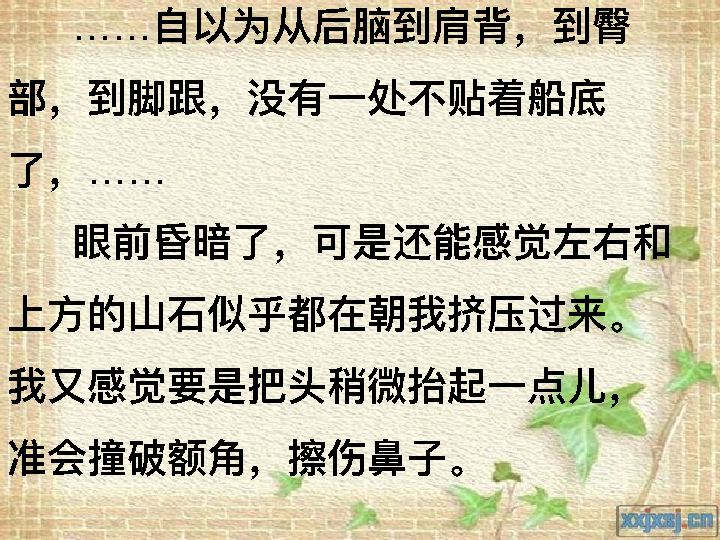 ……自以为从后脑到肩背，到臀
部，到脚跟，没有一处不贴着船底
了，……
眼前昏暗了，可是还能感觉左右和
上方的山石似乎都在朝我挤压过来。
我又感觉要是把头稍微抬起一点儿，
准会撞破额角，擦伤鼻子。
xxjxsj.cn